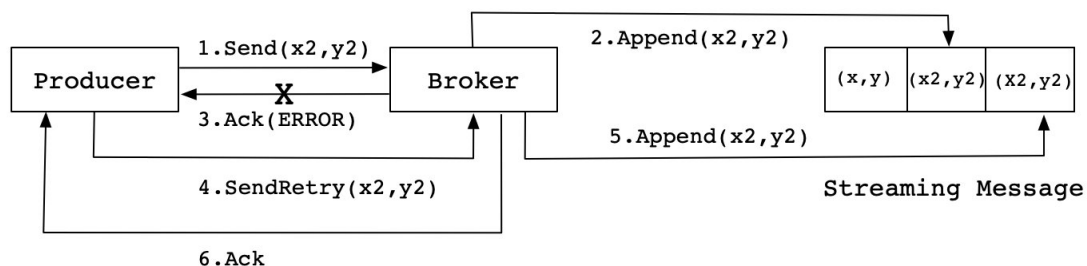 1.Send(x2,y2)
2.Append(x2,y2)
Producer
Broker
(x,y)
(x2,y2)
(X2,y2)
X
3.Ack(ERROR)
5.Append(x2,y2)
4.SendRetry(x2,y2)
Streaming Message
6.Ack